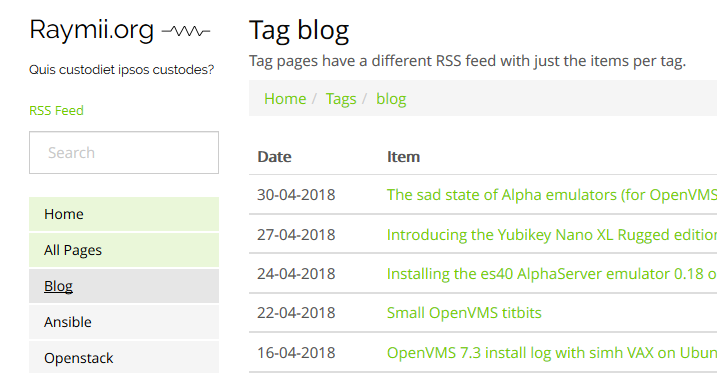 Raymii.org
Quis custodiet ipsos custodes?
RSS Feed
Search
Home
All Pages
Blog
Ansible
Openstack
Tag blog
Tag pages have a different RSS feed with just the items per tag.
Home / Tags / blog
Date Item
30-04-2018 The sad state of Alpha emulators (for OpenVMS
27-04-2018 Introducing the Yubikey Nano XL Rugged edition
24-04-2018 Installing the es40 AlphaServer emulator 0.18 o
22-04-2018 Small OpenVMS titbits
16-04-2018 OpenVMS 7.3 install log with simh VAX on Ubun